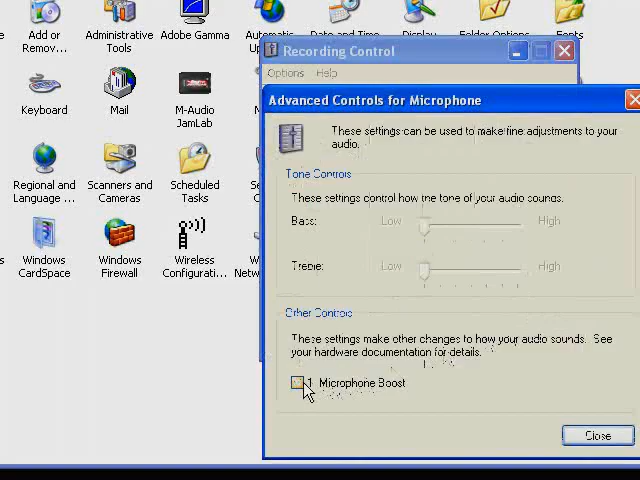 Add or
Remov...
Administrative
Tools
Adobe Gamma
Automatic
Date and Time
Display
Folder Options
Fonts
Recording Control
Options Help
Keyboard
Mail
M-Audio
JamLab
Advanced Controls for Microphone
These settings can be used to make fine adjustments to your
audio.
Tone Controls
These settings control how the tone of your audio sounds.
Bass: Low High
Treble: Low High
Regional and
Language ...
Scanners and
Cameras
Scheduled
Tasks
Windows
CardSpace
Windows
Firewall
Wireless
Configurati...
Other Controls
These settings make other changes to how your audio sounds. See
your hardware documentation for details.
1 Microphone Boost
Close